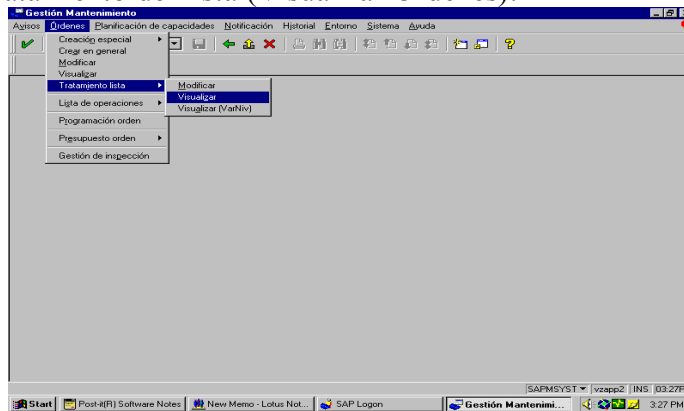 Gestión Mantenimiento
Avisos Órdenes Planificación de capacidades Notificación Historial Entorno Sistema Ayuda
Creación especial
Crear en general
Modificar
Visualizar
Tratamiento lista
Modificar
Visualizar
Visualizar (VarNiv)
Lista de operaciones
Programación orden
Presupuesto orden
Gestión de inspección
SAPMSYST vzapp2 INS
Start Post-it(R) Software Notes New Memo - Lotus Not... SAP Logon Gestión Mantenimi... 3:27 PM